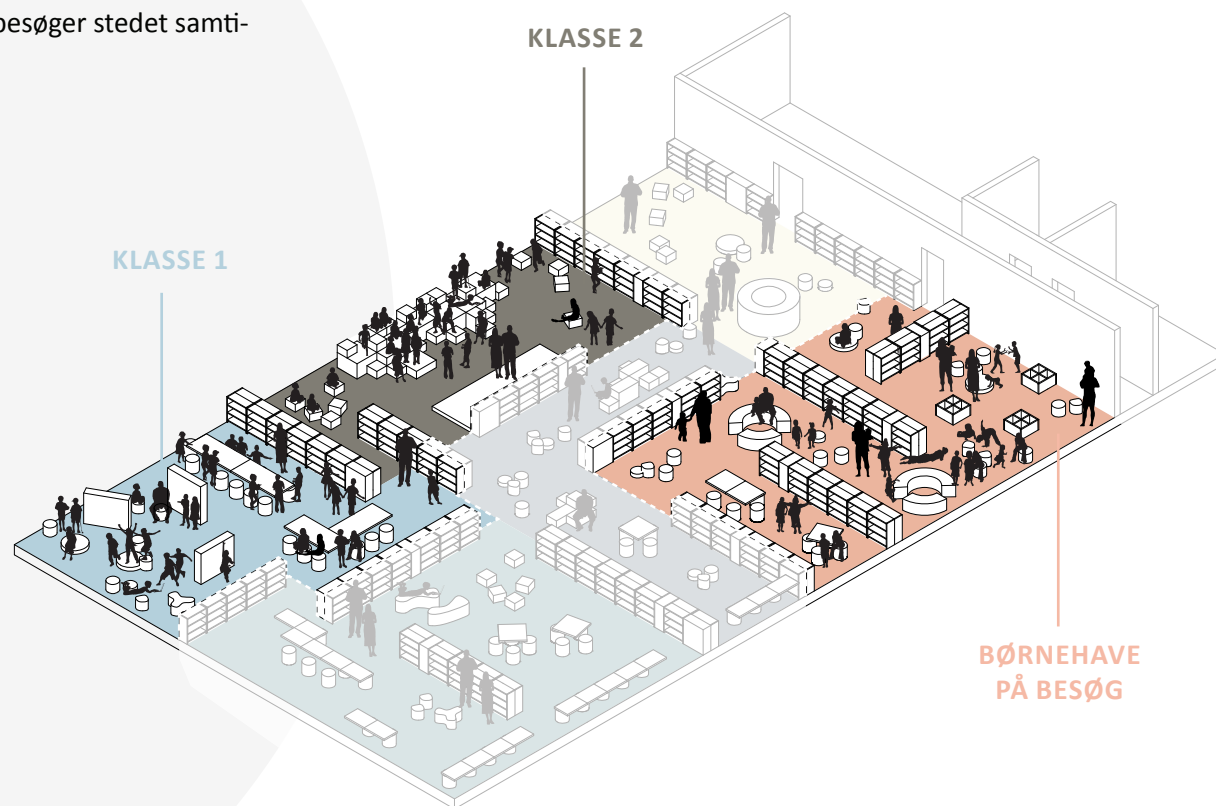 besøger stedet samti-
KLASSE 2
KLASSE 1
BØRNEHAVE
PÅ BESØG